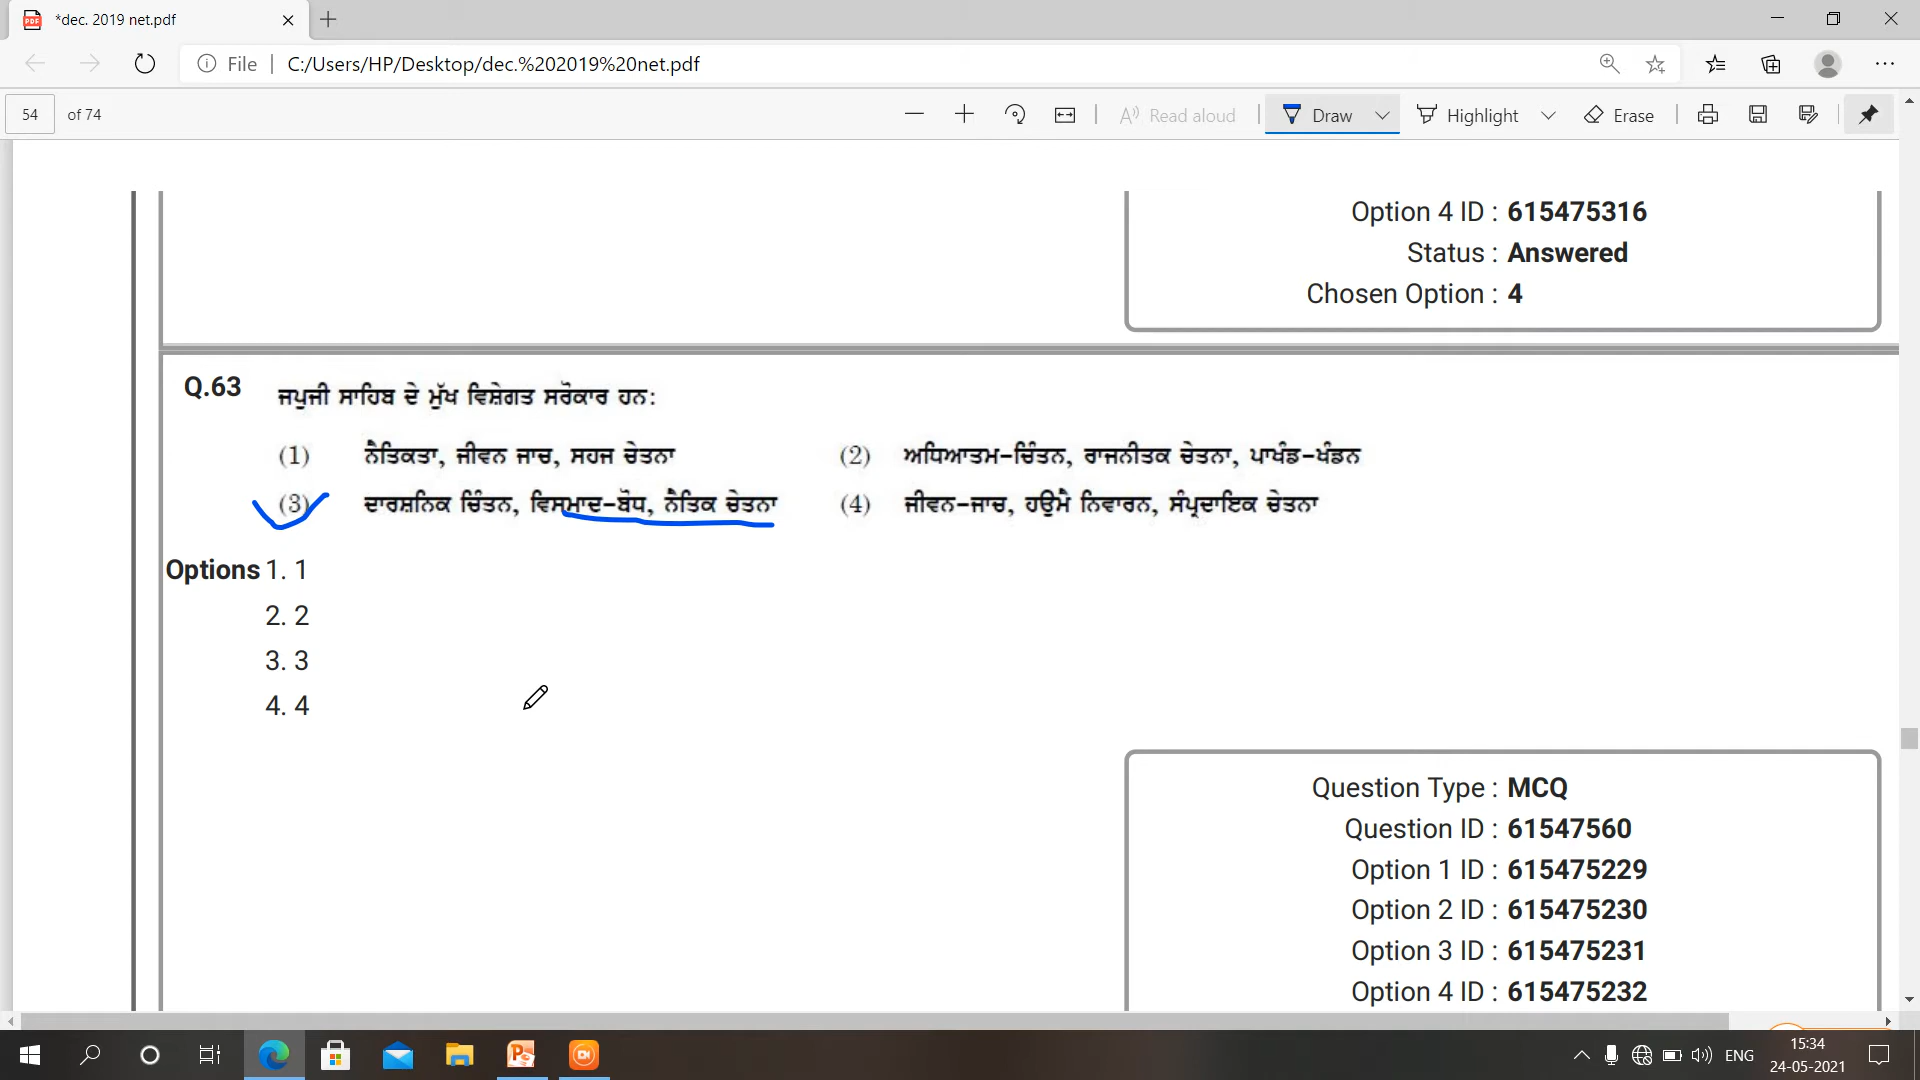 *dec. 2019 net.pdf
File C:/Users/HP/Desktop/dec.%202019%20net.pdf
54 of 74 Read aloud Draw Highlight Erase
Option 4 ID : 615475316
Status : Answered
Chosen Option : 4
Q.63 ਜਪੁਜੀ ਸਾਹਿਬ ਦੇ ਮੁੱਖ ਵਿਸ਼ੇਗਤ ਸਰੋਕਾਰ ਹਨ:
(1) ਨੈਤਿਕਤਾ, ਜੀਵਨ ਜਾਚ, ਸਹਜ ਚੇਤਨਾ (2) ਅਧਿਆਤਮ-ਚਿੰਤਨ, ਰਾਜਨੀਤਕ ਚੇਤਨਾ, ਪਾਖੰਡ-ਖੰਡਨ
(3) ਦਾਰਸ਼ਨਿਕ ਚਿੰਤਨ, ਵਿਸਮਾਦ-ਬੋਧ, ਨੈਤਿਕ ਚੇਤਨਾ (4) ਜੀਵਨ-ਜਾਚ, ਹਉਮੈ ਨਿਵਾਰਨ, ਸੰਪ੍ਰਦਾਇਕ ਚੇਤਨਾ
Options 1. 1
2. 2
3. 3
4. 4
Question Type : MCQ
Question ID : 61547560
Option 1 ID : 615475229
Option 2 ID : 615475230
Option 3 ID : 615475231
Option 4 ID : 615475232
ENG 15:34
24-05-2021